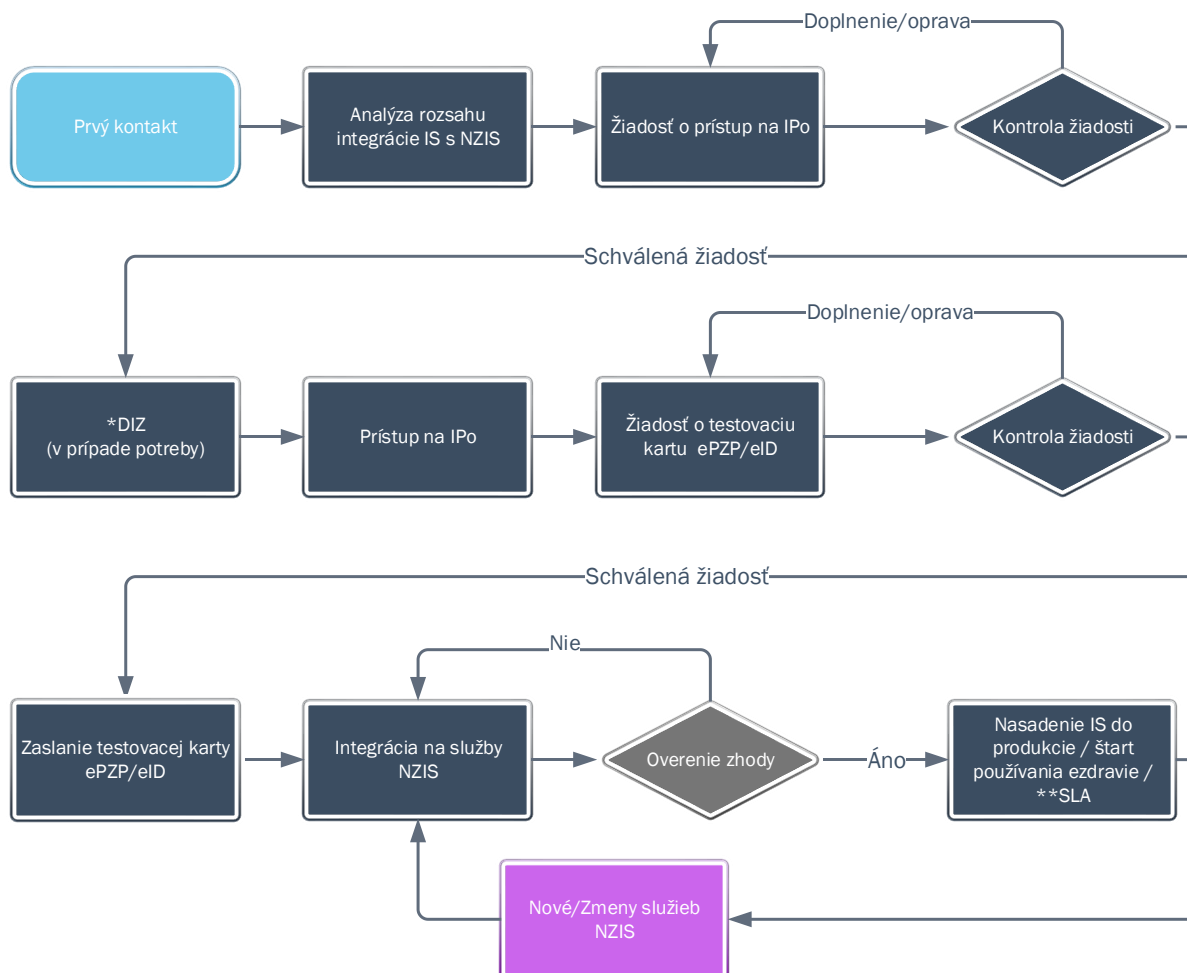 Doplnenie/oprava
Prvý kontakt
Analýza rozsahu
integrácie IS s NZIS
Žiadosť o prístup na IPo
Kontrola žiadosti
Schválená žiadosť
Doplnenie/oprava
*DIZ
(v prípade potreby)
Prístup na IPo
Žiadosť o testovaciu
kartu ePZP/eID
Kontrola žiadosti
Schválená žiadosť
Nie
Zaslanie testovacej karty
ePZP/eID
Integrácia na služby
NZIS
Overenie zhody
Áno
Nasadenie IS do
produkcie / štart
používania ezdravie /
**SLA
Nové/Zmeny služieb
NZIS